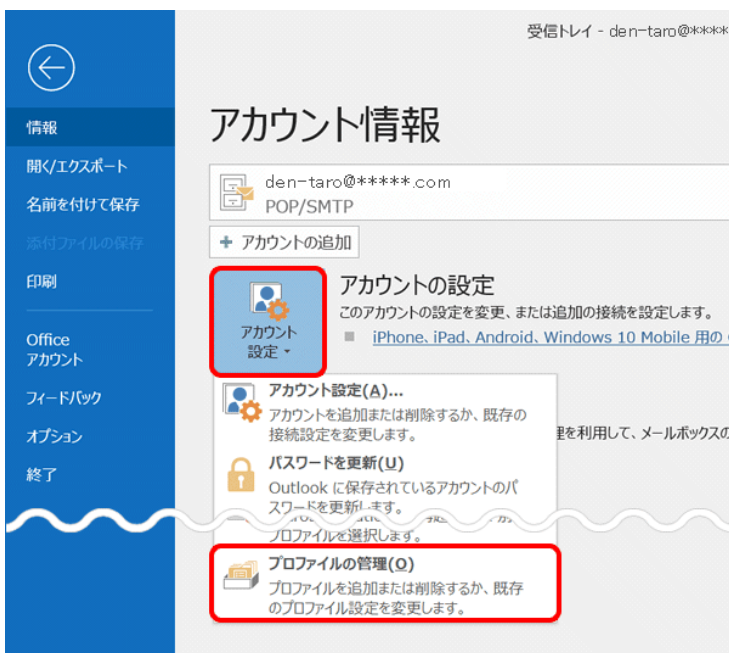 受信トレイ - den-taro@****
情報
開く/エクスポート
名前を付けて保存
添付ファイルの保存
印刷
Office
アカウント
フィードバック
オプション
終了
アカウント情報
den-taro@*****.com
POP/SMTP
アカウントの追加
アカウント
設定
アカウントの設定
このアカウントの設定を変更、または追加の接続を設定します。
iPhone、iPad、Android、Windows 10 Mobile 用の
アカウント設定(A)...
アカウントを追加または削除するか、既存の
接続設定を変更します。
を利用して、メールボックスの
パスワードを更新(U)
Outlook に保存されているアカウントのパ
スワードを更新します。
プロファイルを選択します。
プロファイルの管理(O)
プロファイルを追加または削除するか、既存
のプロファイル設定を変更します。